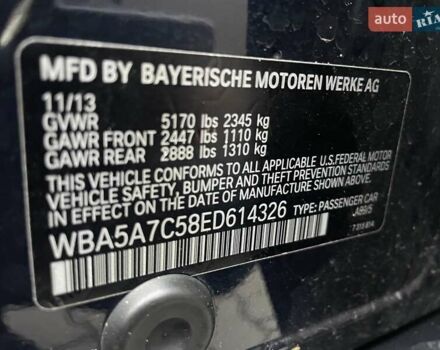 auto RIA
MFD BY BAYERISCHE MOTOREN WERKE AG
11/13
GVWR 5170 lbs 2345 kg
GAWR FRONT 2447 lbs 1110 kg
GAWR REAR 2888 lbs 1310 kg
THIS VEHICLE CONFORMS TO ALL APPLICABLE U.S.FEDERAL MOTOR
VEHICLE SAFETY, BUMPER AND THEFT PREVENTION STANDARDS
IN EFFECT ON THE DATE OF MANUFACTURE SHOWN ABOVE.
WBA5A7C58ED614326 TYPE: PASSENGER CAR